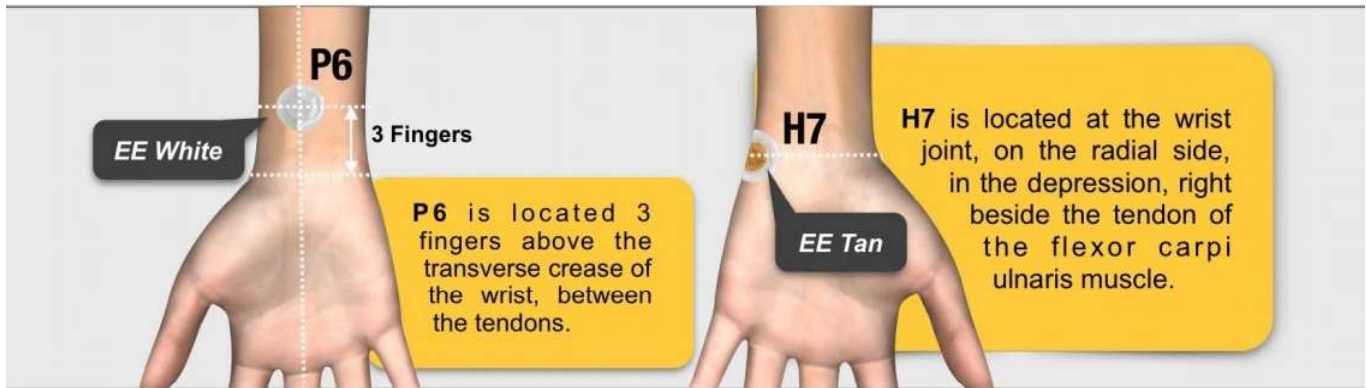 P6
EE White
3 Fingers
P6 is located 3
fingers above the
transverse crease of
the wrist, between
the tendons.
H7
EE Tan
H7 is located at the wrist
joint, on the radial side,
in the depression, right
beside the tendon of
the flexor carpi
ulnaris muscle.